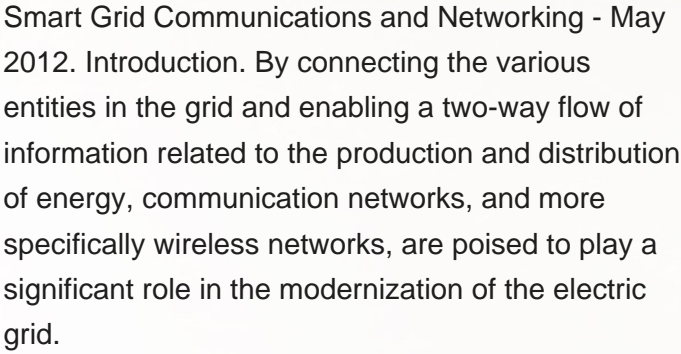 Smart Grid Communications and Networking - May
2012. Introduction. By connecting the various
entities in the grid and enabling a two-way flow of
information related to the production and distribution
of energy, communication networks, and more
specifically wireless networks, are poised to play a
significant role in the modernization of the electric
grid.